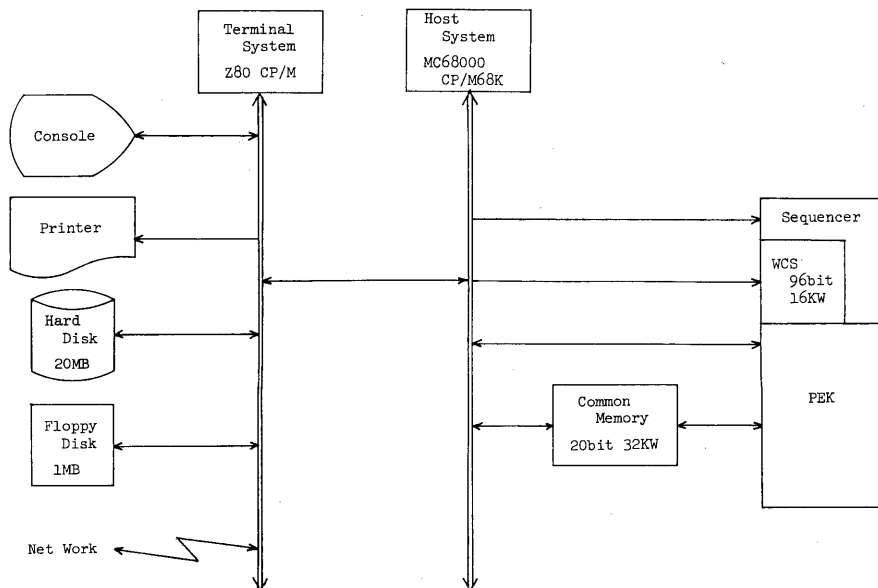 Terminal
System
Z80 CP/M
Host
System
MC68000
CP/M68K
Console
Printer
Hard
Disk
20MB
Floppy
Disk
1MB
Net Work
Sequencer
WCS
96bit
16KW
PEK
Common
Memory
20bit 32KW